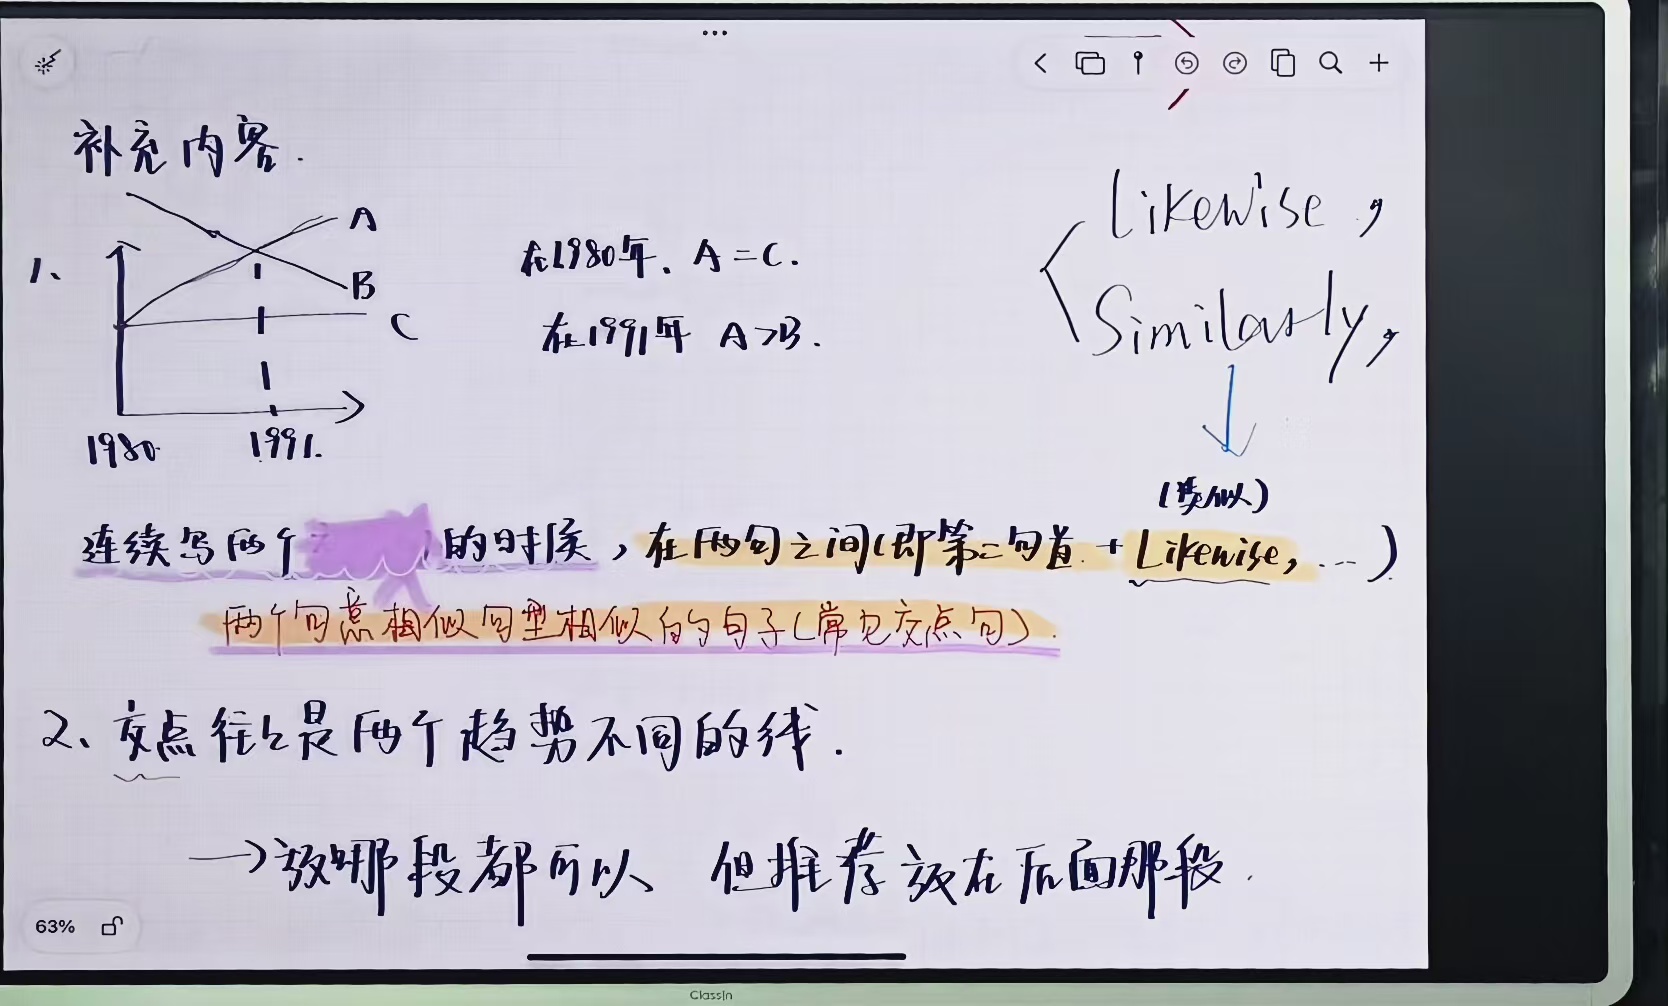 补充内容.
1、
A
B
C
1980
1991.
在1980年、A=C.
在1991年 A>B.
Likewise,
Similarly,
(类似)
连续写两个 的时候，在两句之间(即第二句首.+Likewise, ...)
两个句意相似句型相似的句子(常见交点句).
2、交点往往是两个趋势不同的线.
→放哪段都可以 但推荐放在后面那段.
63%
ClassIn